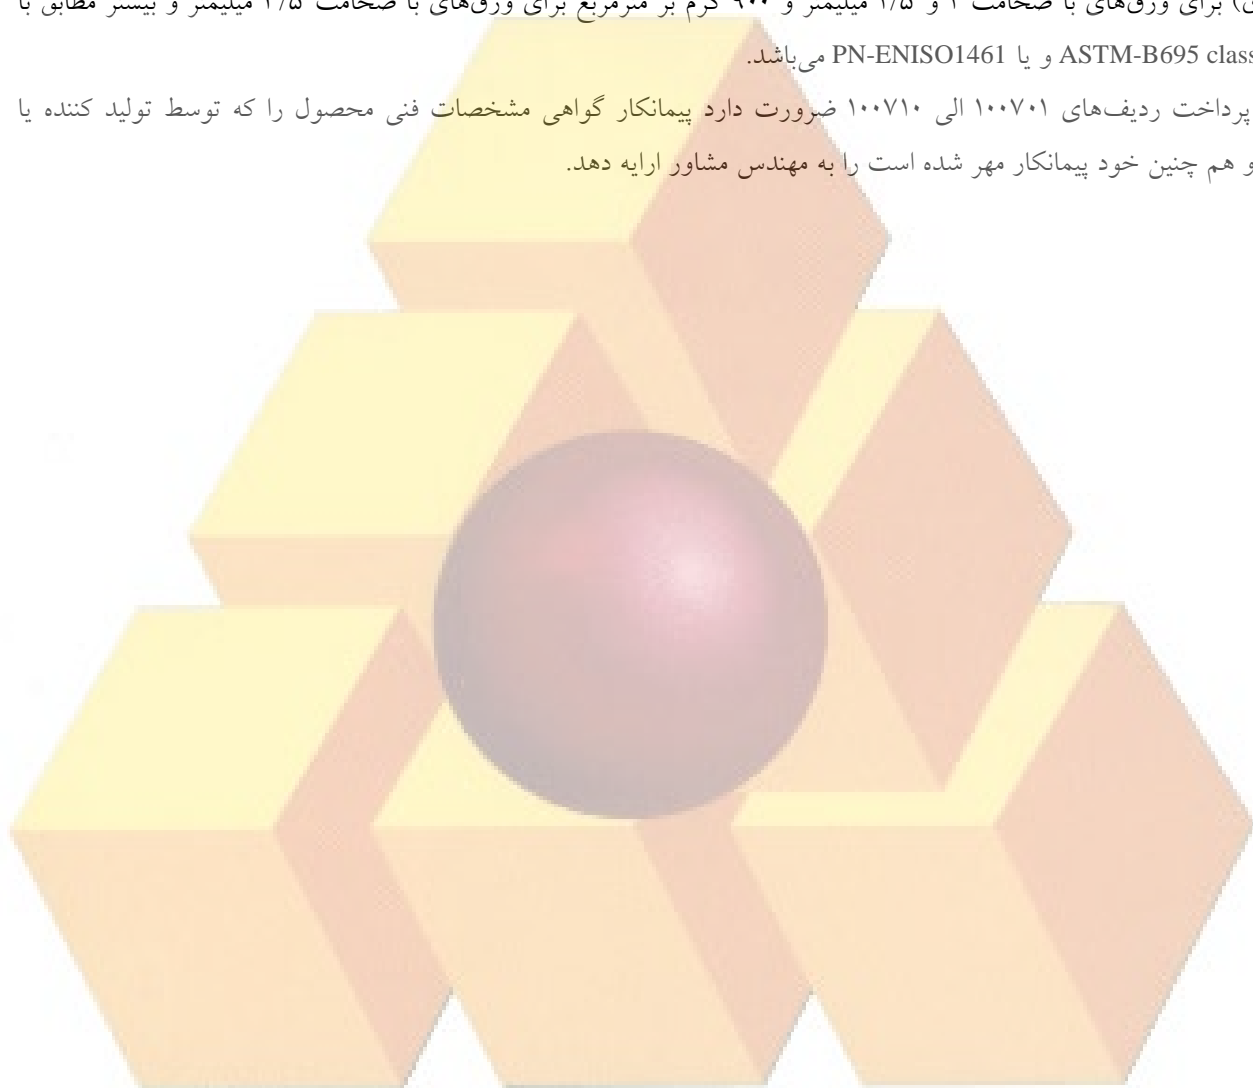 برای ورق‌های با ضخامت ۱ و ۱/۵ میلیمتر و ۹۰۰ گرم بر مترمربع برای ورق‌های با ضخامت ۲/۵ میلیمتر و بیشتر مطابق با
ASTM-B695 class و یا PN-ENISO1461 می‌باشد.
پرداخت ردیف‌های ۱۰۰۷۰۱ الی ۱۰۰۷۱۰ ضرورت دارد پیمانکار گواهی مشخصات فنی محصول را که توسط تولید کننده یا
و هم چنین خود پیمانکار مهر شده است را به مهندس مشاور ارایه دهد.